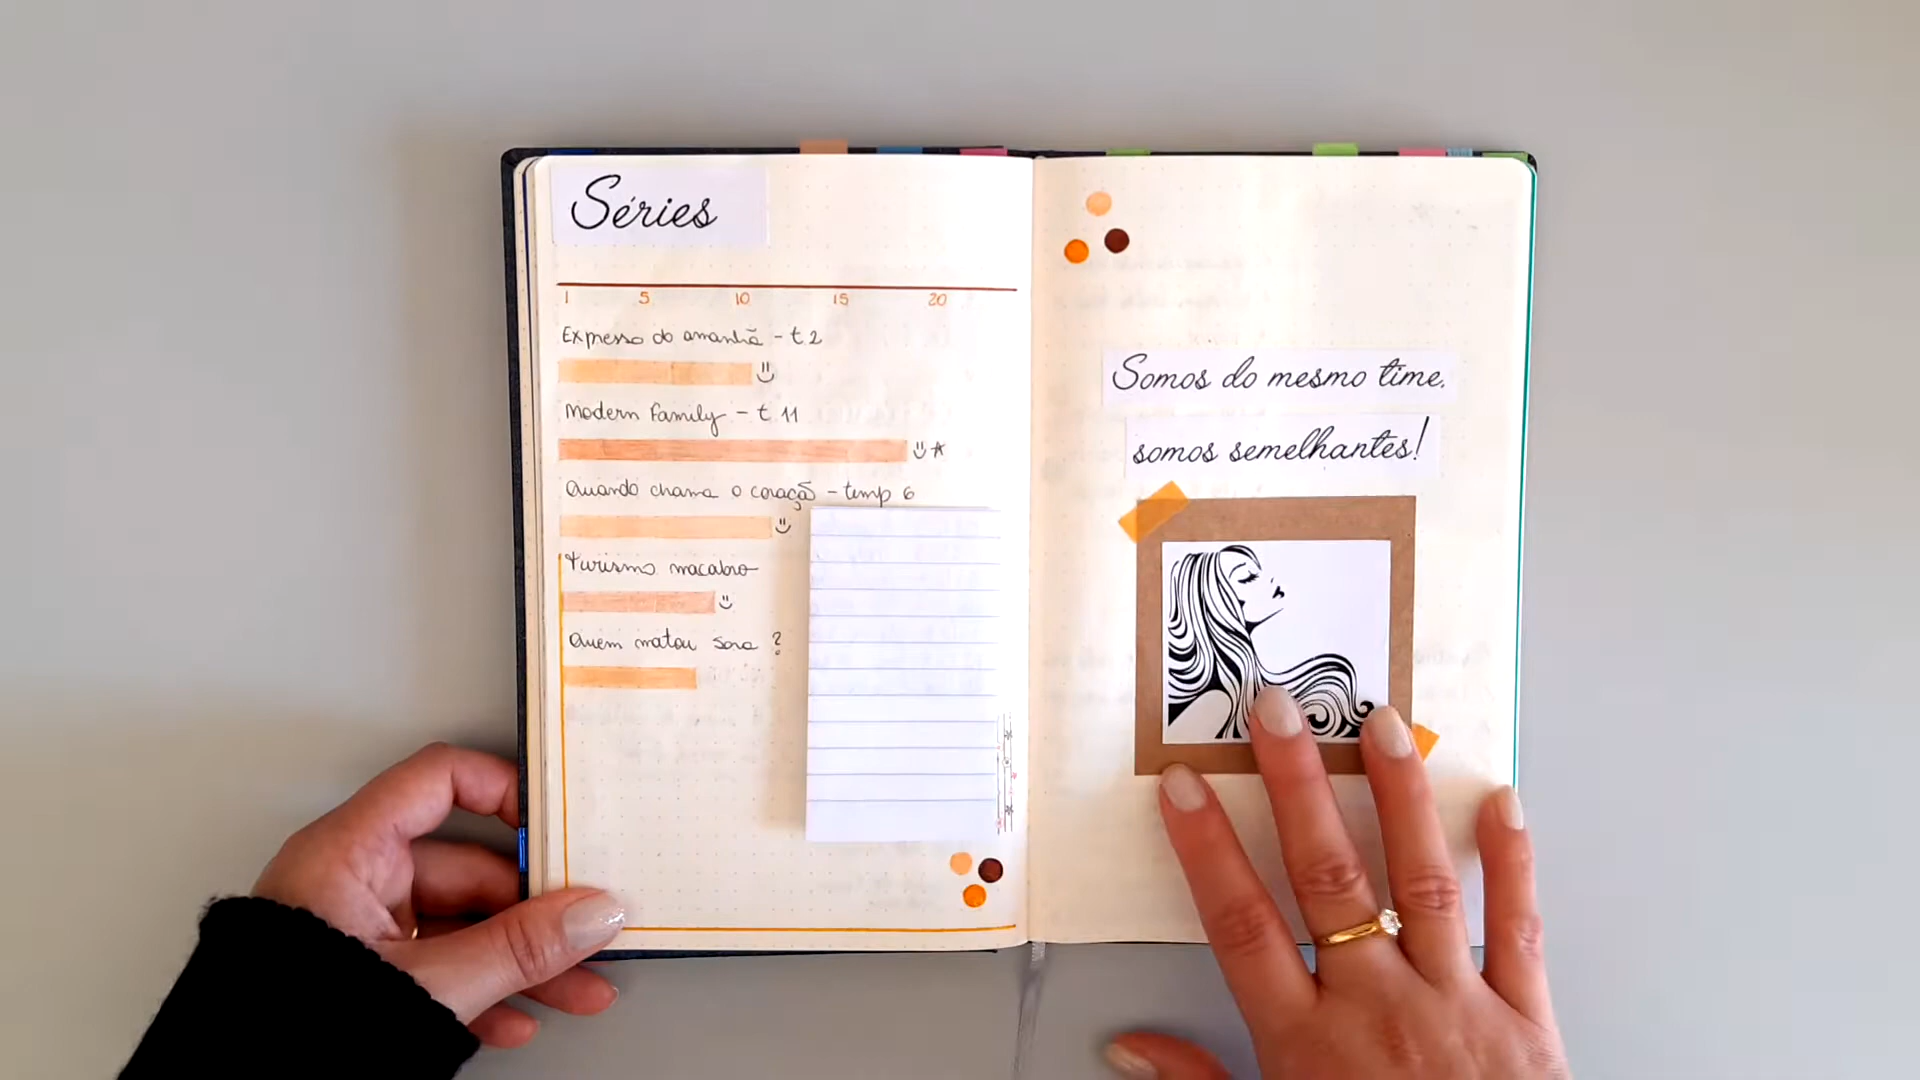 Séries
1 5 10 15 20
Expresso do amanhã - t.2
Modern Family - t.11
Quando chama o coração - temp 6
Turismo macabro
Quem matou Sara ?
Somos do mesmo time,
somos semelhantes!